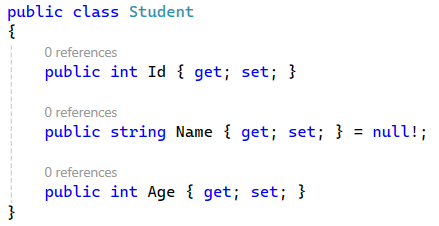 public class Student
{
0 references
public int Id { get; set; }
0 references
public string Name { get; set; } = null!;
0 references
public int Age { get; set; }
}